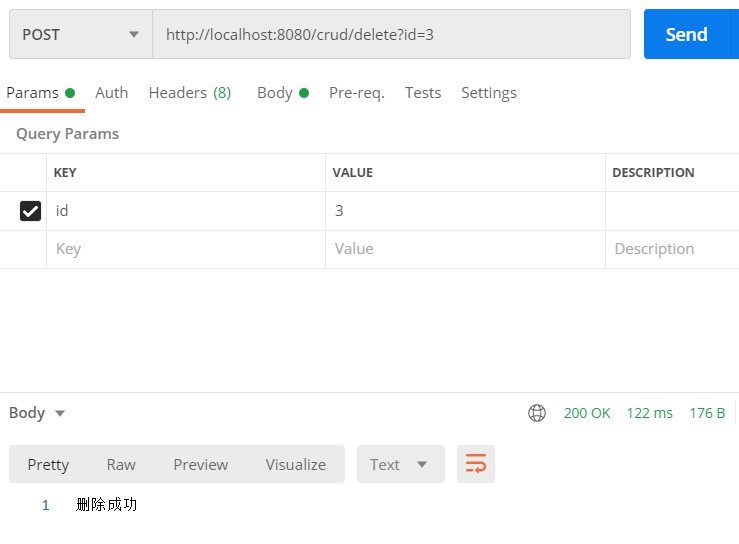 POST http://localhost:8080/crud/delete?id=3 Send
Params Auth Headers (8) Body Pre-req. Tests Settings
Query Params
KEY VALUE DESCRIPTION
id 3
Key Value Description
Body 200 OK 122 ms 176 B
Pretty Raw Preview Visualize Text
1 删除成功